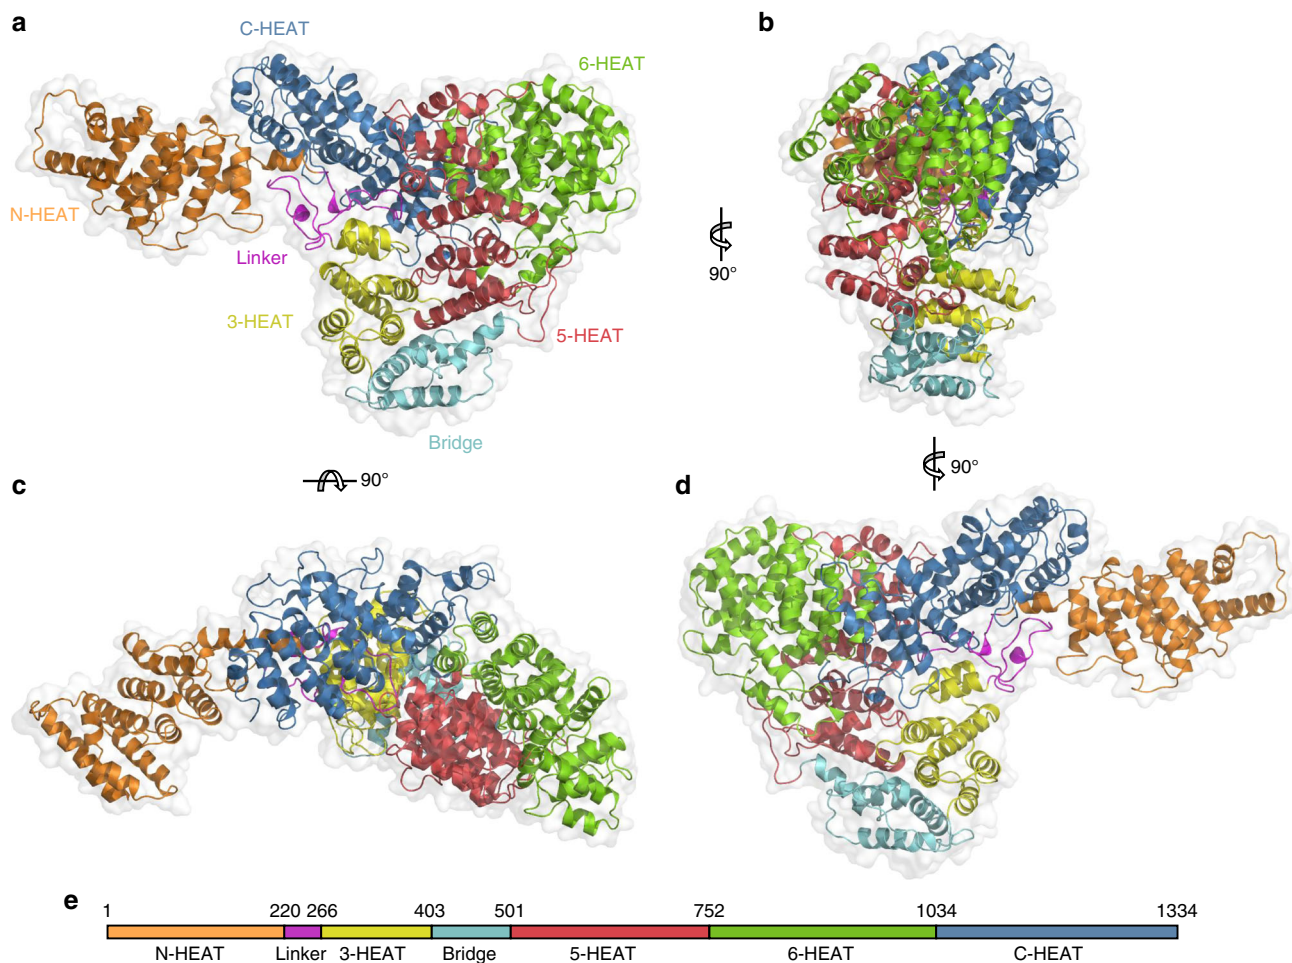 a
C-HEAT
6-HEAT
N-HEAT
Linker
3-HEAT
5-HEAT
Bridge
b
90°
90°
c
90°
d
e
1 220 266 403 501 752 1034 1334
N-HEAT Linker 3-HEAT Bridge 5-HEAT 6-HEAT C-HEAT